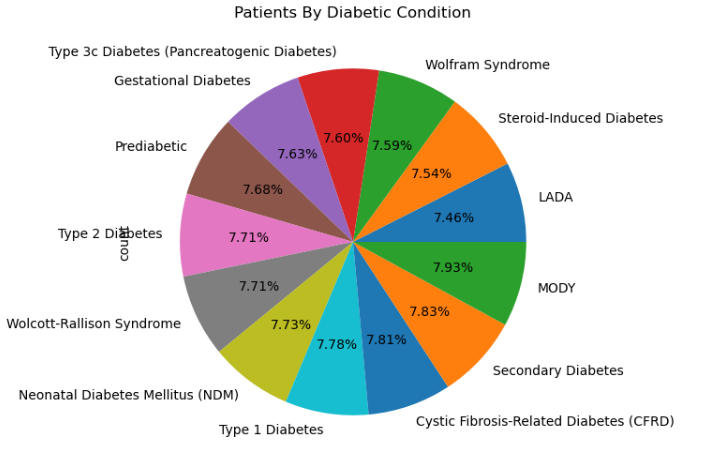 Patients By Diabetic Condition
Type 3c Diabetes (Pancreatogenic Diabetes)
Wolfram Syndrome
Gestational Diabetes
Steroid-Induced Diabetes
Prediabetic
LADA
Type 2 Diabetes
count
MODY
Wolcott-Rallison Syndrome
Secondary Diabetes
Neonatal Diabetes Mellitus (NDM)
Cystic Fibrosis-Related Diabetes (CFRD)
Type 1 Diabetes
7.60%
7.59%
7.63%
7.54%
7.68%
7.46%
7.71%
7.93%
7.71%
7.83%
7.73%
7.81%
7.78%